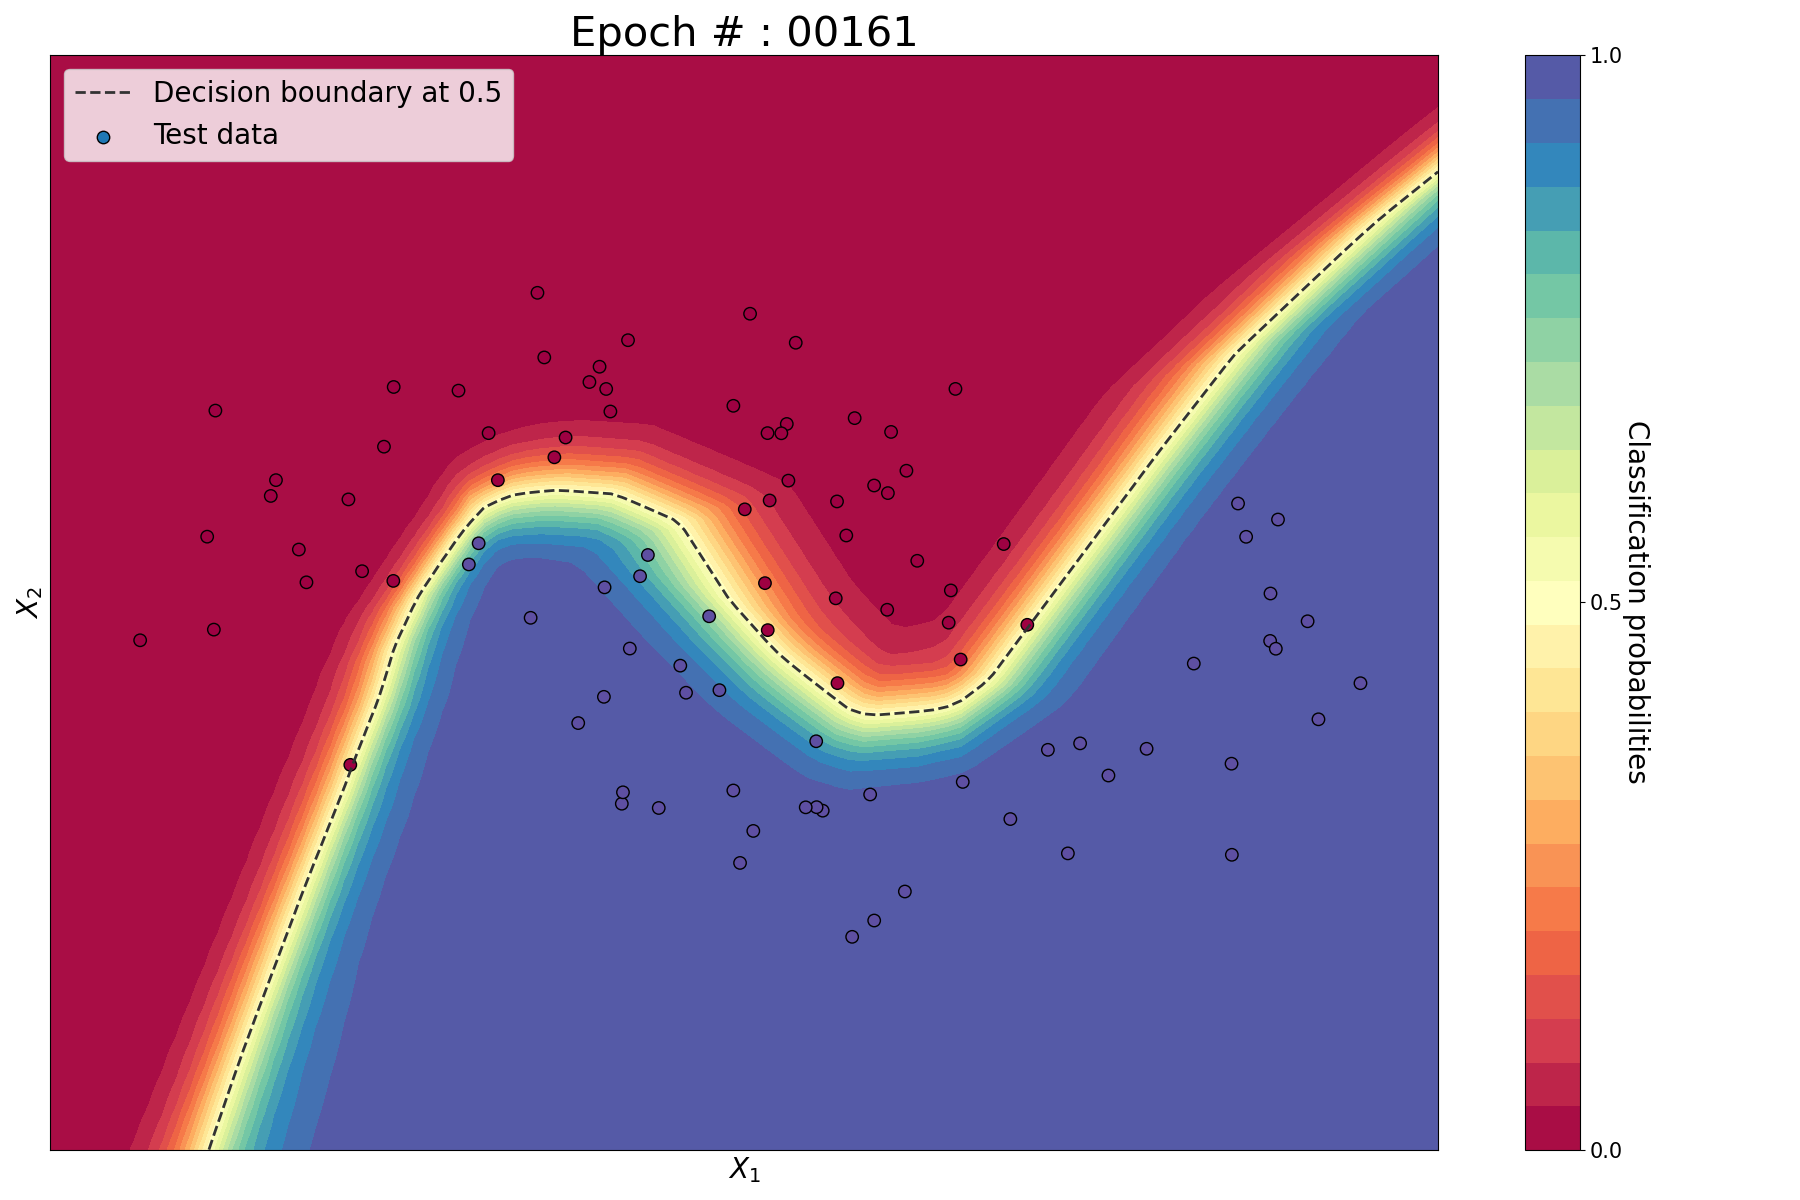 Epoch # : 00161
Decision boundary at 0.5
Test data
X₂
X₁
1.0
0.5
0.0
Classification probabilities